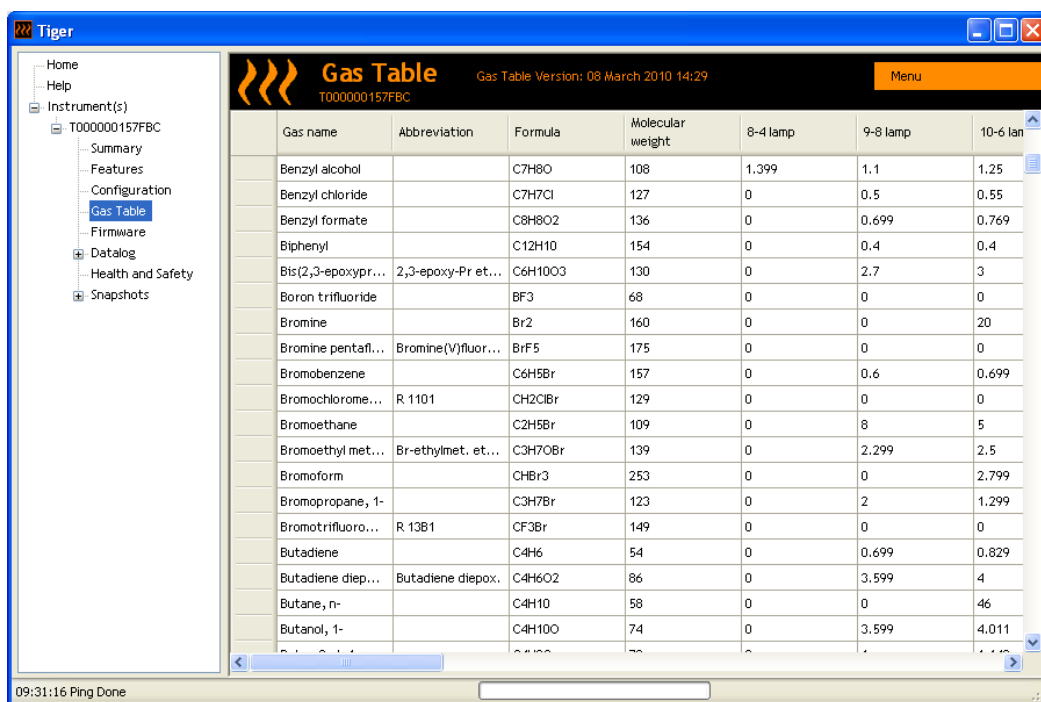 Tiger
Home
Help
Instrument(s)
T000000157FBC
Summary
Features
Configuration
Gas Table
Firmware
Datalog
Health and Safety
Snapshots
Gas Table Gas Table Version: 08 March 2010 14:29 Menu
T000000157FBC
Gas name Abbreviation Formula Molecular weight 8-4 lamp 9-8 lamp 10-6 lam
Benzyl alcohol C7H8O 108 1.399 1.1 1.25
Benzyl chloride C7H7Cl 127 0 0.5 0.55
Benzyl formate C8H8O2 136 0 0.699 0.769
Biphenyl C12H10 154 0 0.4 0.4
Bis(2,3-epoxypr... 2,3-epoxy-Pr et... C6H10O3 130 0 2.7 3
Boron trifluoride BF3 68 0 0 0
Bromine Br2 160 0 0 20
Bromine pentafl... Bromine(V)fluor... BrF5 175 0 0 0
Bromobenzene C6H5Br 157 0 0.6 0.699
Bromochlorome... R 1101 CH2ClBr 129 0 0 0
Bromoethane C2H5Br 109 0 8 5
Bromoethyl met... Br-ethylmet. et... C3H7OBr 139 0 2.299 2.5
Bromoform CHBr3 253 0 0 2.799
Bromopropane, 1- C3H7Br 123 0 2 1.299
Bromotrifluoro... R 13B1 CF3Br 149 0 0 0
Butadiene C4H6 54 0 0.699 0.829
Butadiene diep... Butadiene diepox. C4H6O2 86 0 3.599 4
Butane, n- C4H10 58 0 0 46
Butanol, 1- C4H10O 74 0 3.599 4.011
09:31:16 Ping Done